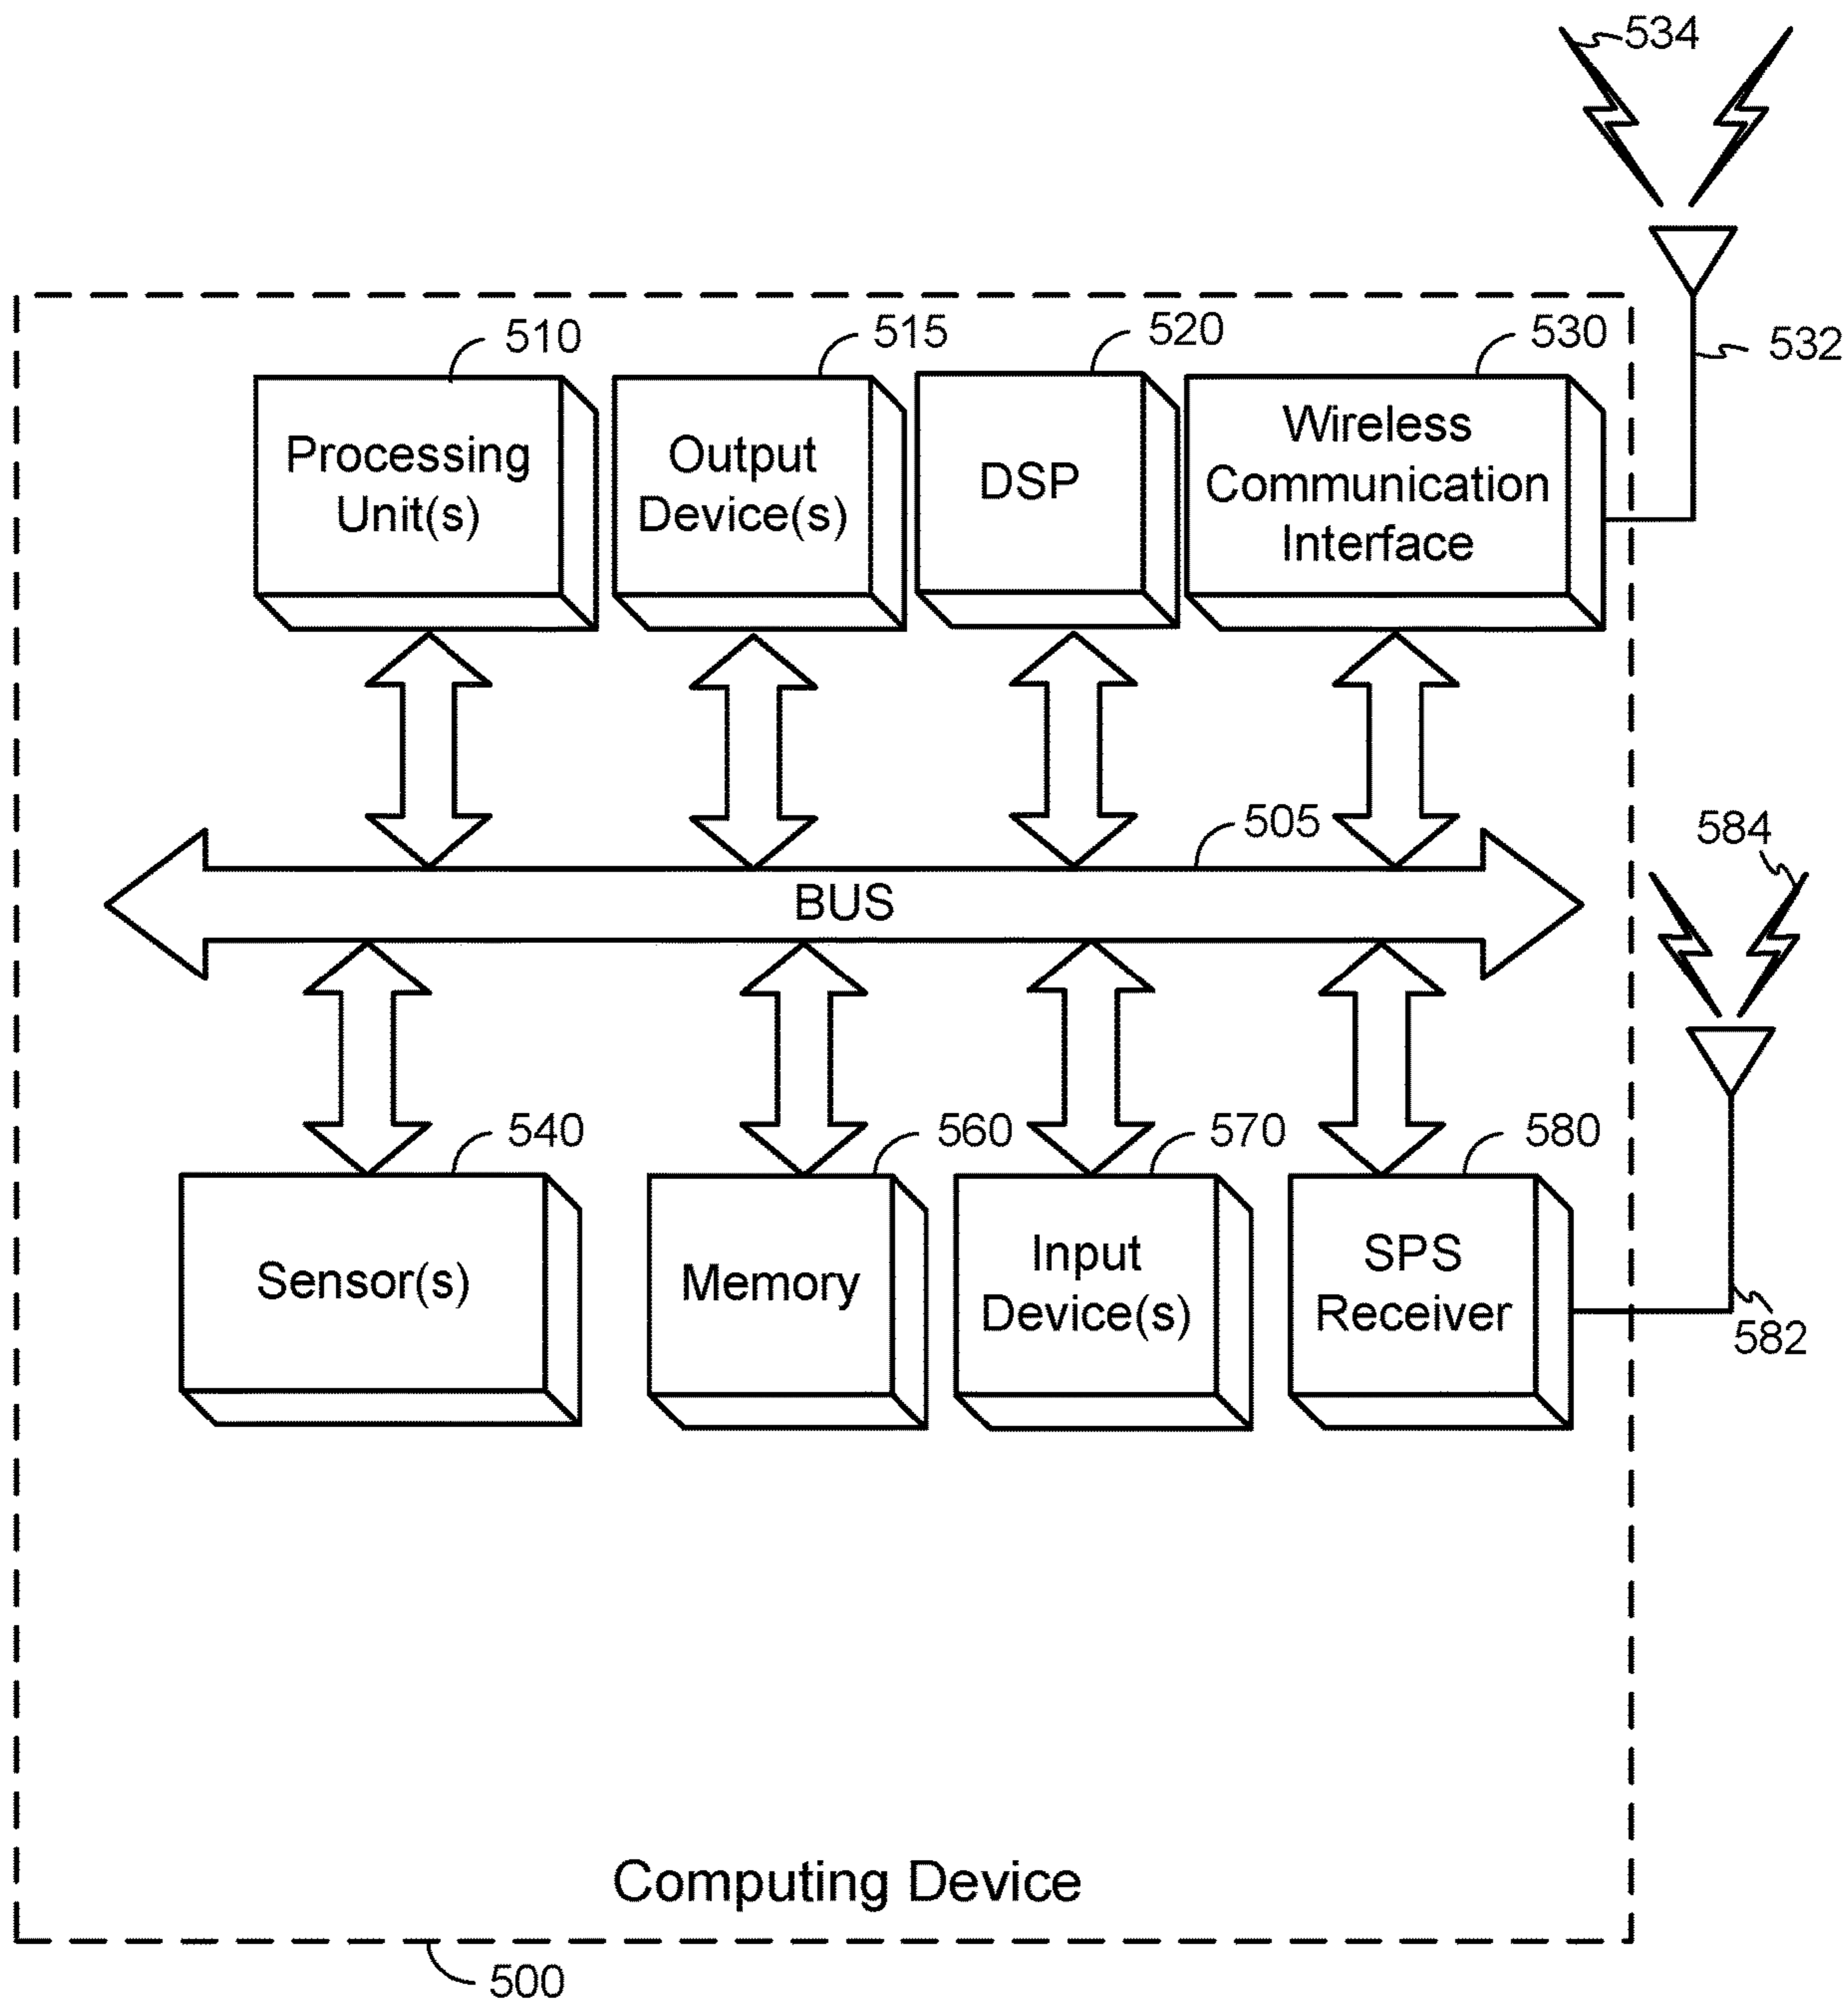 534
532
510
515
520
530
Processing
Unit(s)
Output
Device(s)
DSP
Wireless
Communication
Interface
505
BUS
584
540
560
570
580
Sensor(s)
Memory
Input
Device(s)
SPS
Receiver
582
Computing Device
500